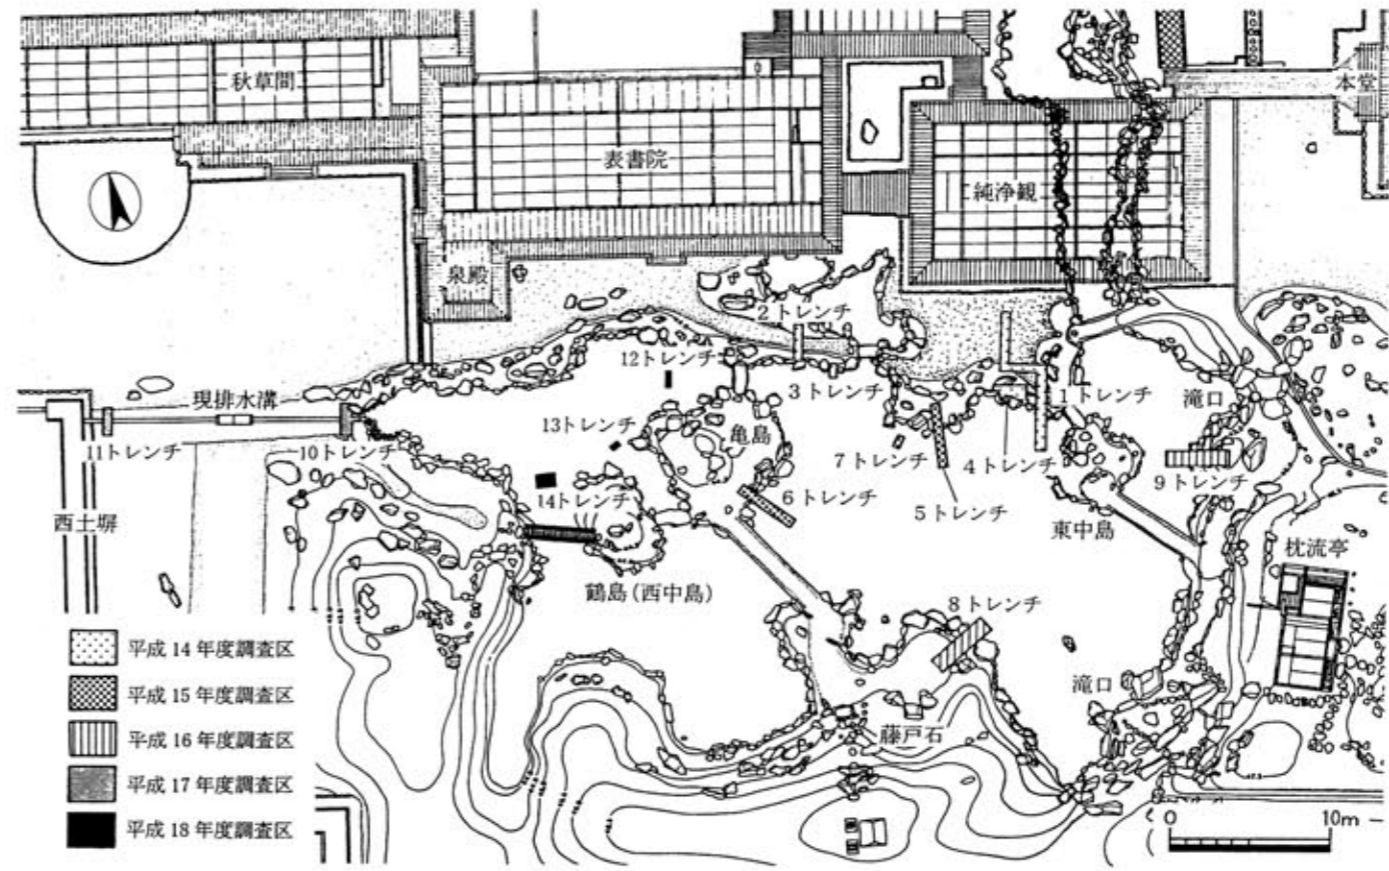 秋草間
本堂
表書院
純浄観
泉殿
2トレンチ
12トレンチ
3トレンチ
1トレンチ
滝口
現排水溝
13トレンチ
亀島
11トレンチ
10トレンチ
7トレンチ
4トレンチ
9トレンチ
14トレンチ
6トレンチ
5トレンチ
東中島
西土塀
枕流亭
鶴島(西中島)
8トレンチ
滝口
藤戸石
平成14年度調査区
平成15年度調査区
平成16年度調査区
平成17年度調査区
平成18年度調査区
0 10m